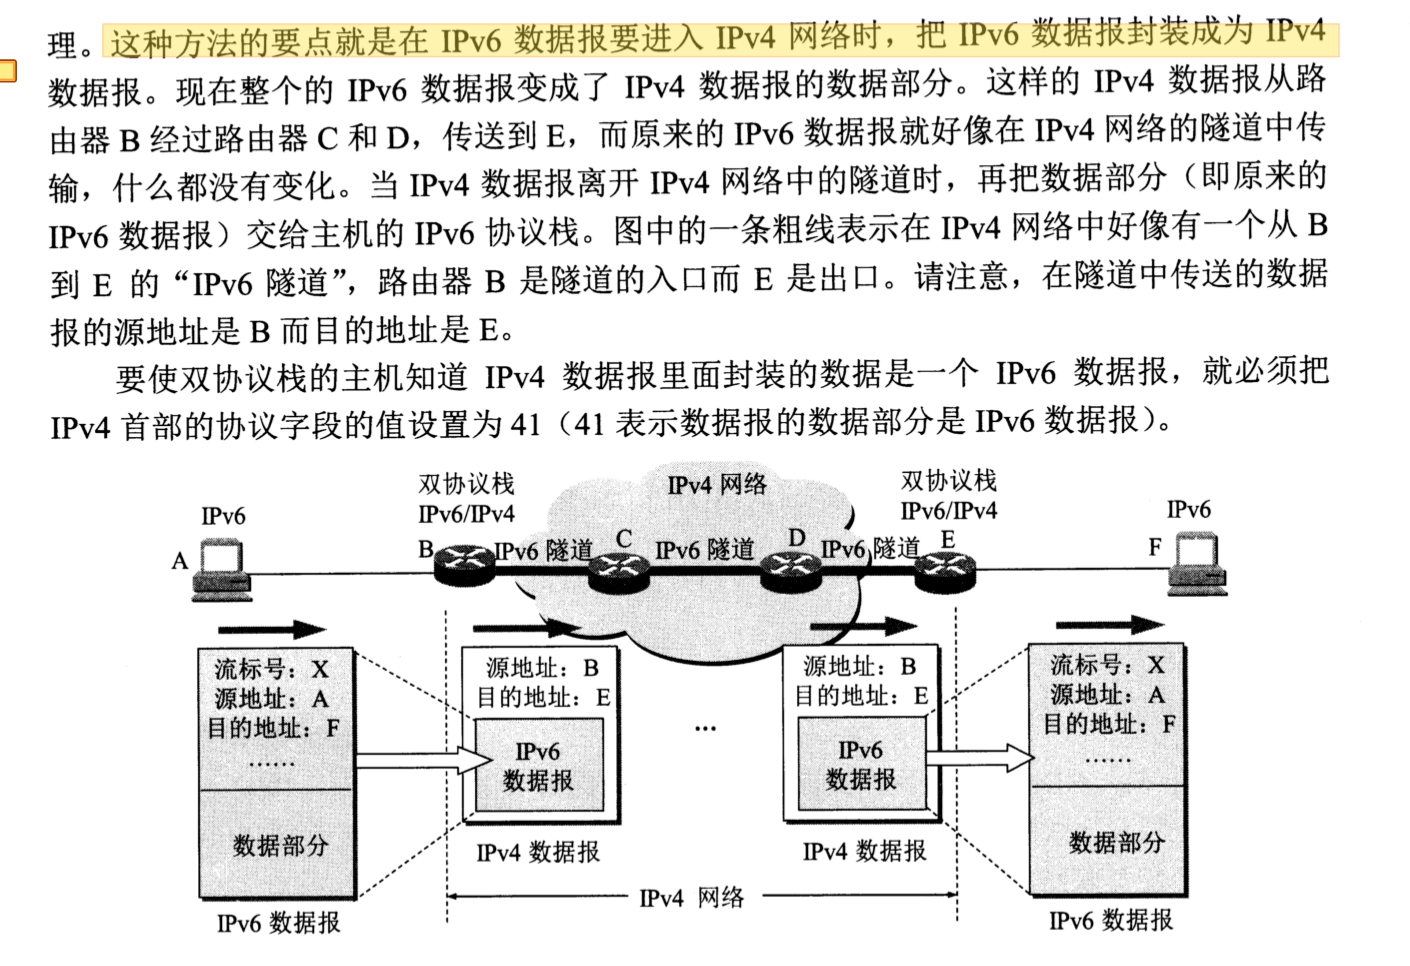 理。这种方法的要点就是在 IPv6 数据报要进入 IPv4 网络时，把 IPv6 数据报封装成为 IPv4
数据报。现在整个的 IPv6 数据报变成了 IPv4 数据报的数据部分。这样的 IPv4 数据报从路
由器 B 经过路由器 C 和 D，传送到 E，而原来的 IPv6 数据报就好像在 IPv4 网络的隧道中传
输，什么都没有变化。当 IPv4 数据报离开 IPv4 网络中的隧道时，再把数据部分（即原来的
IPv6 数据报）交给主机的 IPv6 协议栈。图中的一条粗线表示在 IPv4 网络中好像有一个从 B
到 E 的“IPv6 隧道”，路由器 B 是隧道的入口而 E 是出口。请注意，在隧道中传送的数据
报的源地址是 B 而目的地址是 E。
要使双协议栈的主机知道 IPv4 数据报里面封装的数据是一个 IPv6 数据报，就必须把
IPv4 首部的协议字段的值设置为 41（41 表示数据报的数据部分是 IPv6 数据报）。
双协议栈
IPv6/IPv4
IPv4 网络
双协议栈
IPv6/IPv4
IPv6
IPv6
A
B
IPv6 隧道
C
IPv6 隧道
D
IPv6 隧道
E
F
流标号：X
源地址：A
目的地址：F
……
数据部分
IPv6 数据报
源地址：B
目的地址：E
IPv6
数据报
IPv4 数据报
…
源地址：B
目的地址：E
IPv6
数据报
IPv4 数据报
流标号：X
源地址：A
目的地址：F
……
数据部分
IPv6 数据报
IPv4 网络